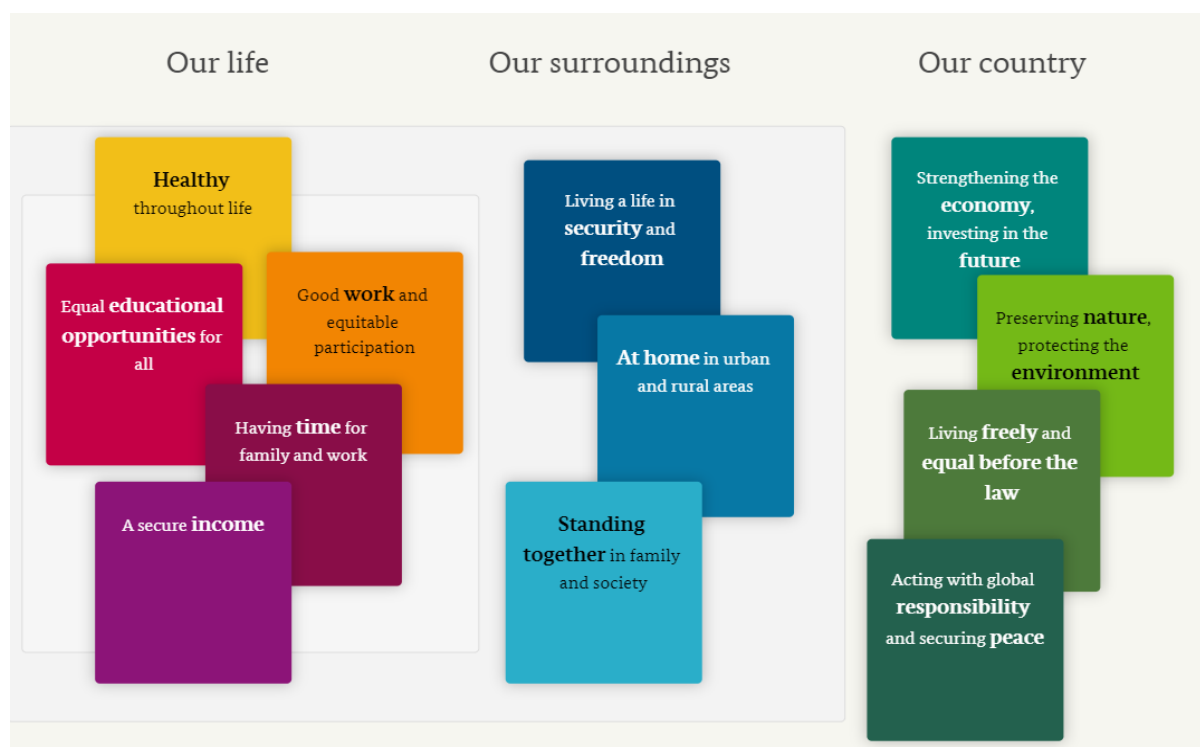 Our life
Our surroundings
Our country
Healthy
throughout life
Equal educational
opportunities for
all
Good work and
equitable
participation
Having time for
family and work
A secure income
Living a life in
security and
freedom
At home in urban
and rural areas
Standing
together in family
and society
Strengthening the
economy,
investing in the
future
Preserving nature,
protecting the
environment
Living freely and
equal before the
law
Acting with global
responsibility
and securing peace